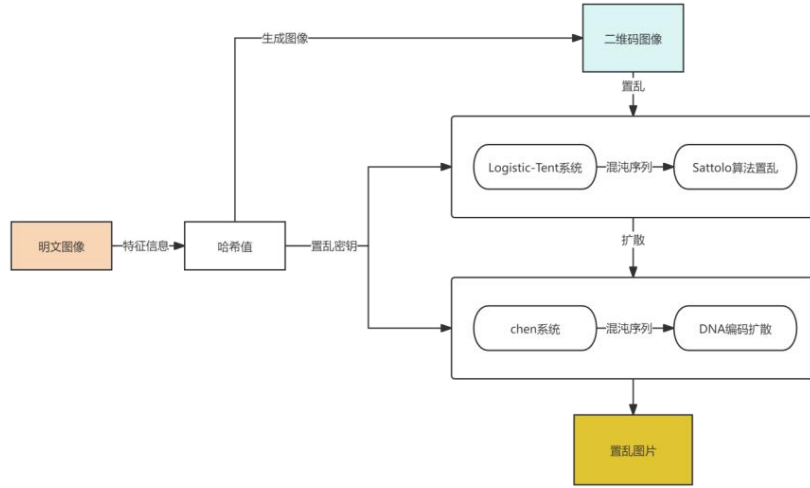 生成图像
二维码图像
置乱
Logistic-Tent系统
混沌序列
Sattolo算法置乱
明文图像
特征信息
哈希值
置乱密钥
扩散
chen系统
混沌序列
DNA编码扩散
置乱图片